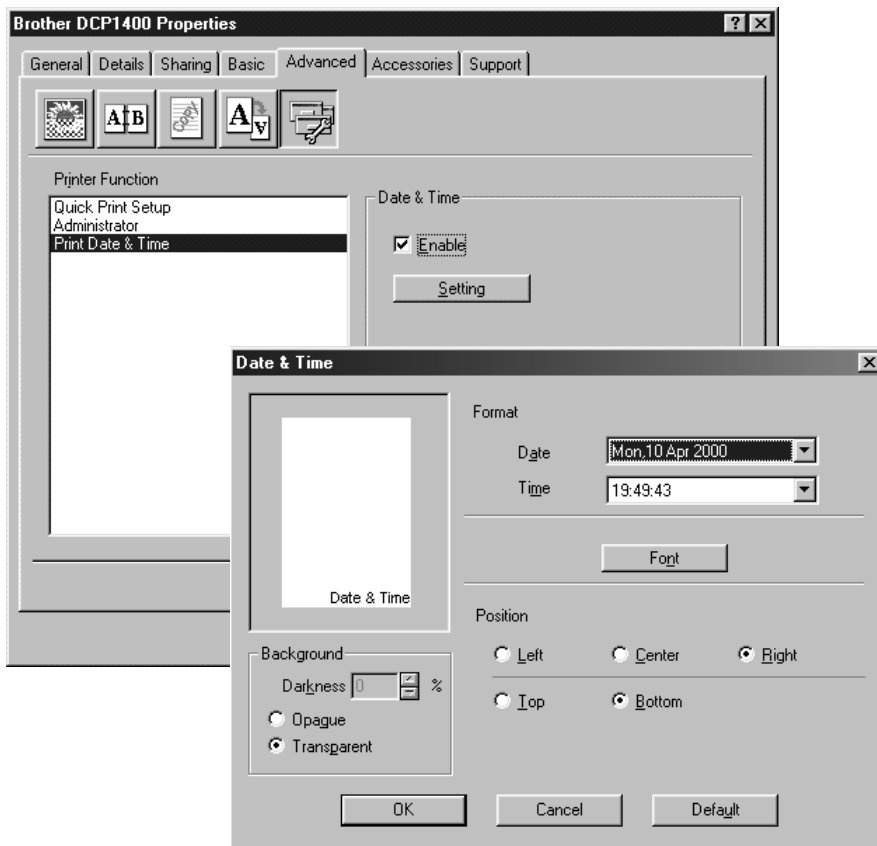 Brother DCP1400 Properties
? X
General Details Sharing Basic Advanced Accessories Support
A B
A
A
Printer Function
Quick Print Setup
Administrator
Print Date & Time
Date & Time
Enable
Setting
Date & Time
Date & Time
Background
Darkness 0 %
Opague
Transparent
Format
Date Mon,10 Apr 2000
Time 19:49:43
Font
Position
Left Center Right
Top Bottom
OK Cancel Default